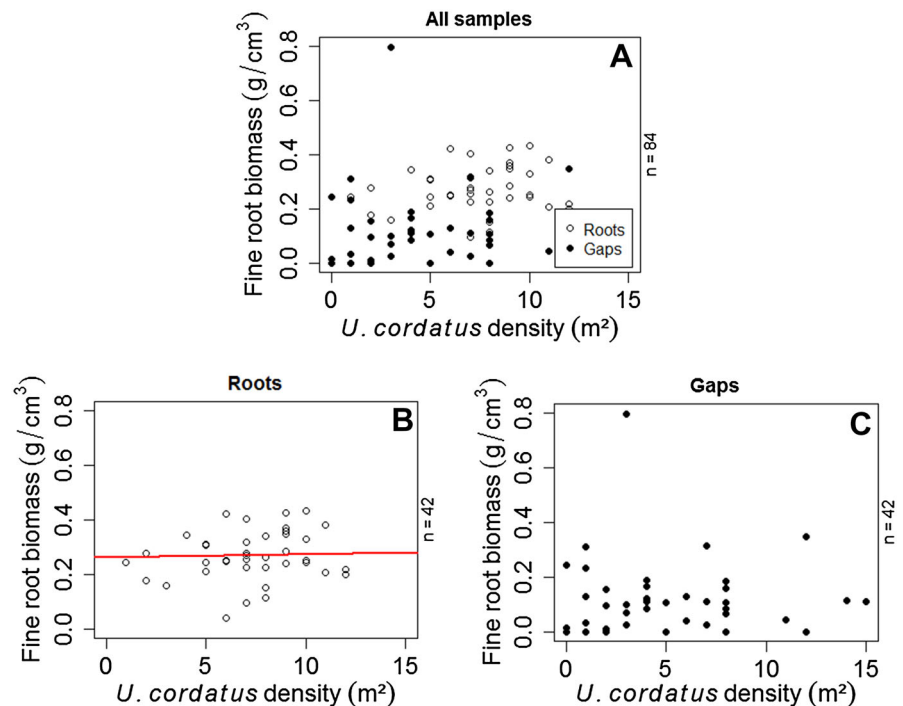 All samples
A
Fine root biomass (g/cm³)
0.8
0.6
0.4
0.2
0.0
Roots
Gaps
n = 84
0 5 10 15
U. cordatus density (m²)
Roots
B
Fine root biomass (g/cm³)
0.8
0.6
0.4
0.2
0.0
n = 42
0 5 10 15
U. cordatus density (m²)
Gaps
C
Fine root biomass (g/cm³)
0.8
0.6
0.4
0.2
0.0
n = 42
0 5 10 15
U. cordatus density (m²)